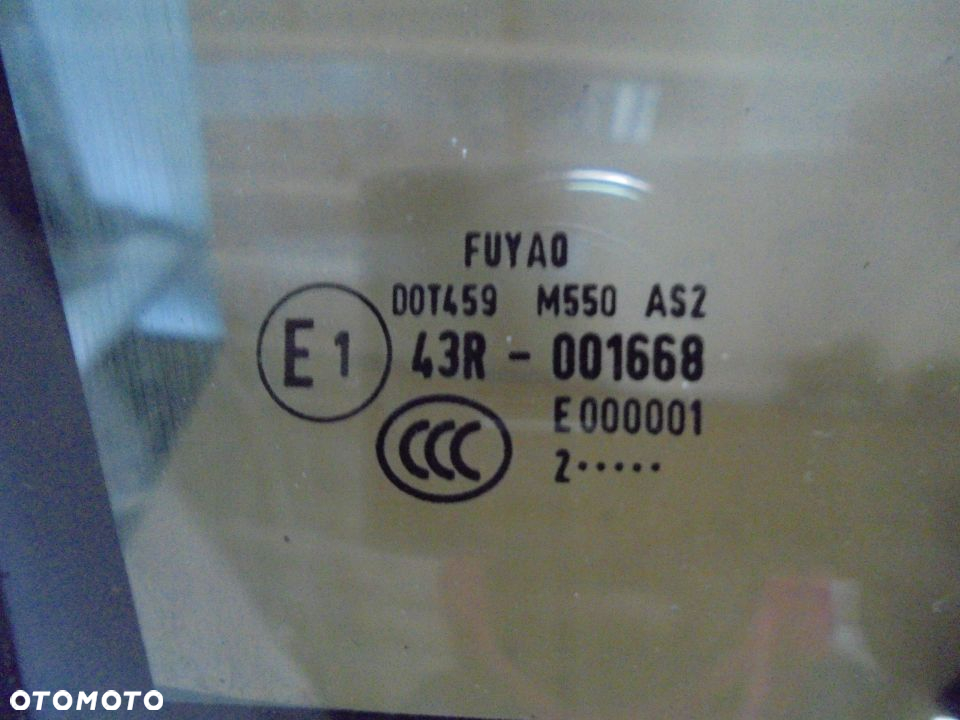 FUYAO
DOT459 M550 AS2
E1 43R - 001668
CCC E000001
2·····
OTOMOTO